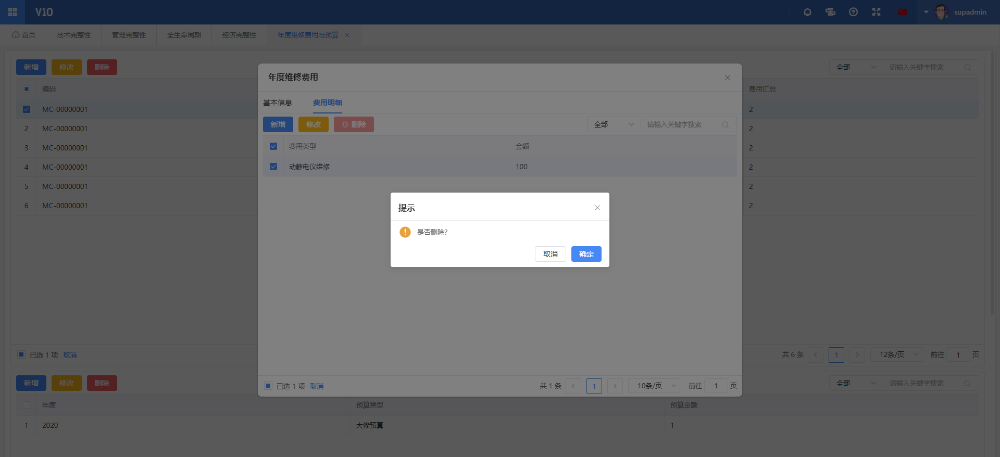 V10
supadmin
首页
技术完整性
管理完整性
全生命周期
经济完整性
年度维修费用与预算
新增
修改
删除
全部
请输入关键字搜索
编码
费用汇总
MC-00000001
2
2
MC-00000001
2
3
MC-00000001
2
4
MC-00000001
2
5
MC-00000001
2
6
MC-00000001
2
已选 1 项 取消
共 6 条
1
12条/页
前往
1
页
年度维修费用
基本信息
费用明细
新增
修改
删除
全部
请输入关键字搜索
费用类型
金额
动静电仪维修
100
提示
是否删除?
取消
确定
已选 1 项 取消
共 1 条
1
10条/页
前往
1
页
新增
修改
删除
全部
请输入关键字搜索
年度
预算类型
预算金额
1
2020
大修预算
1